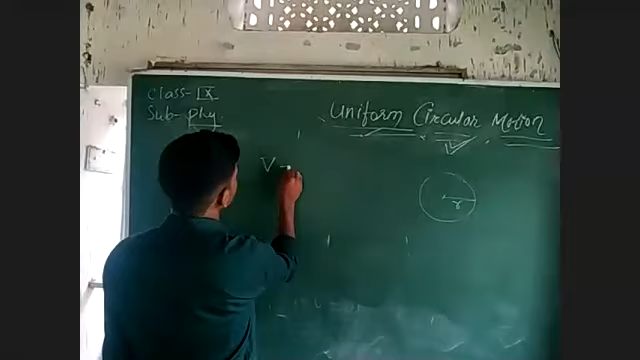 Class- IX
Sub- Phy.
Uniform Circular Motion
V -
r